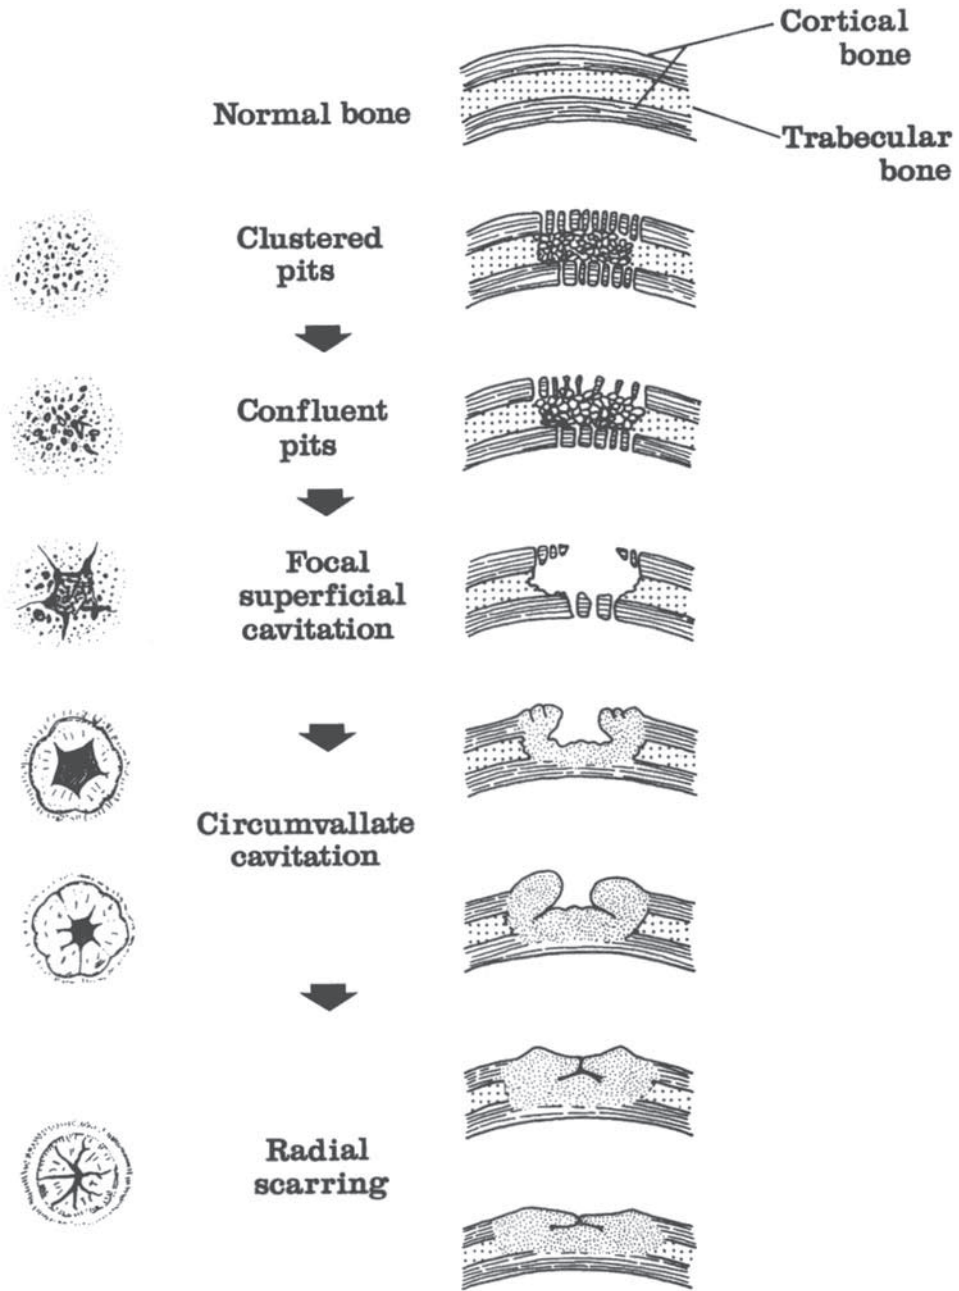 Cortical
bone
Normal bone
Trabecular
bone
Clustered
pits
Confluent
pits
Focal
superficial
cavitation
Circumvallate
cavitation
Radial
scarring